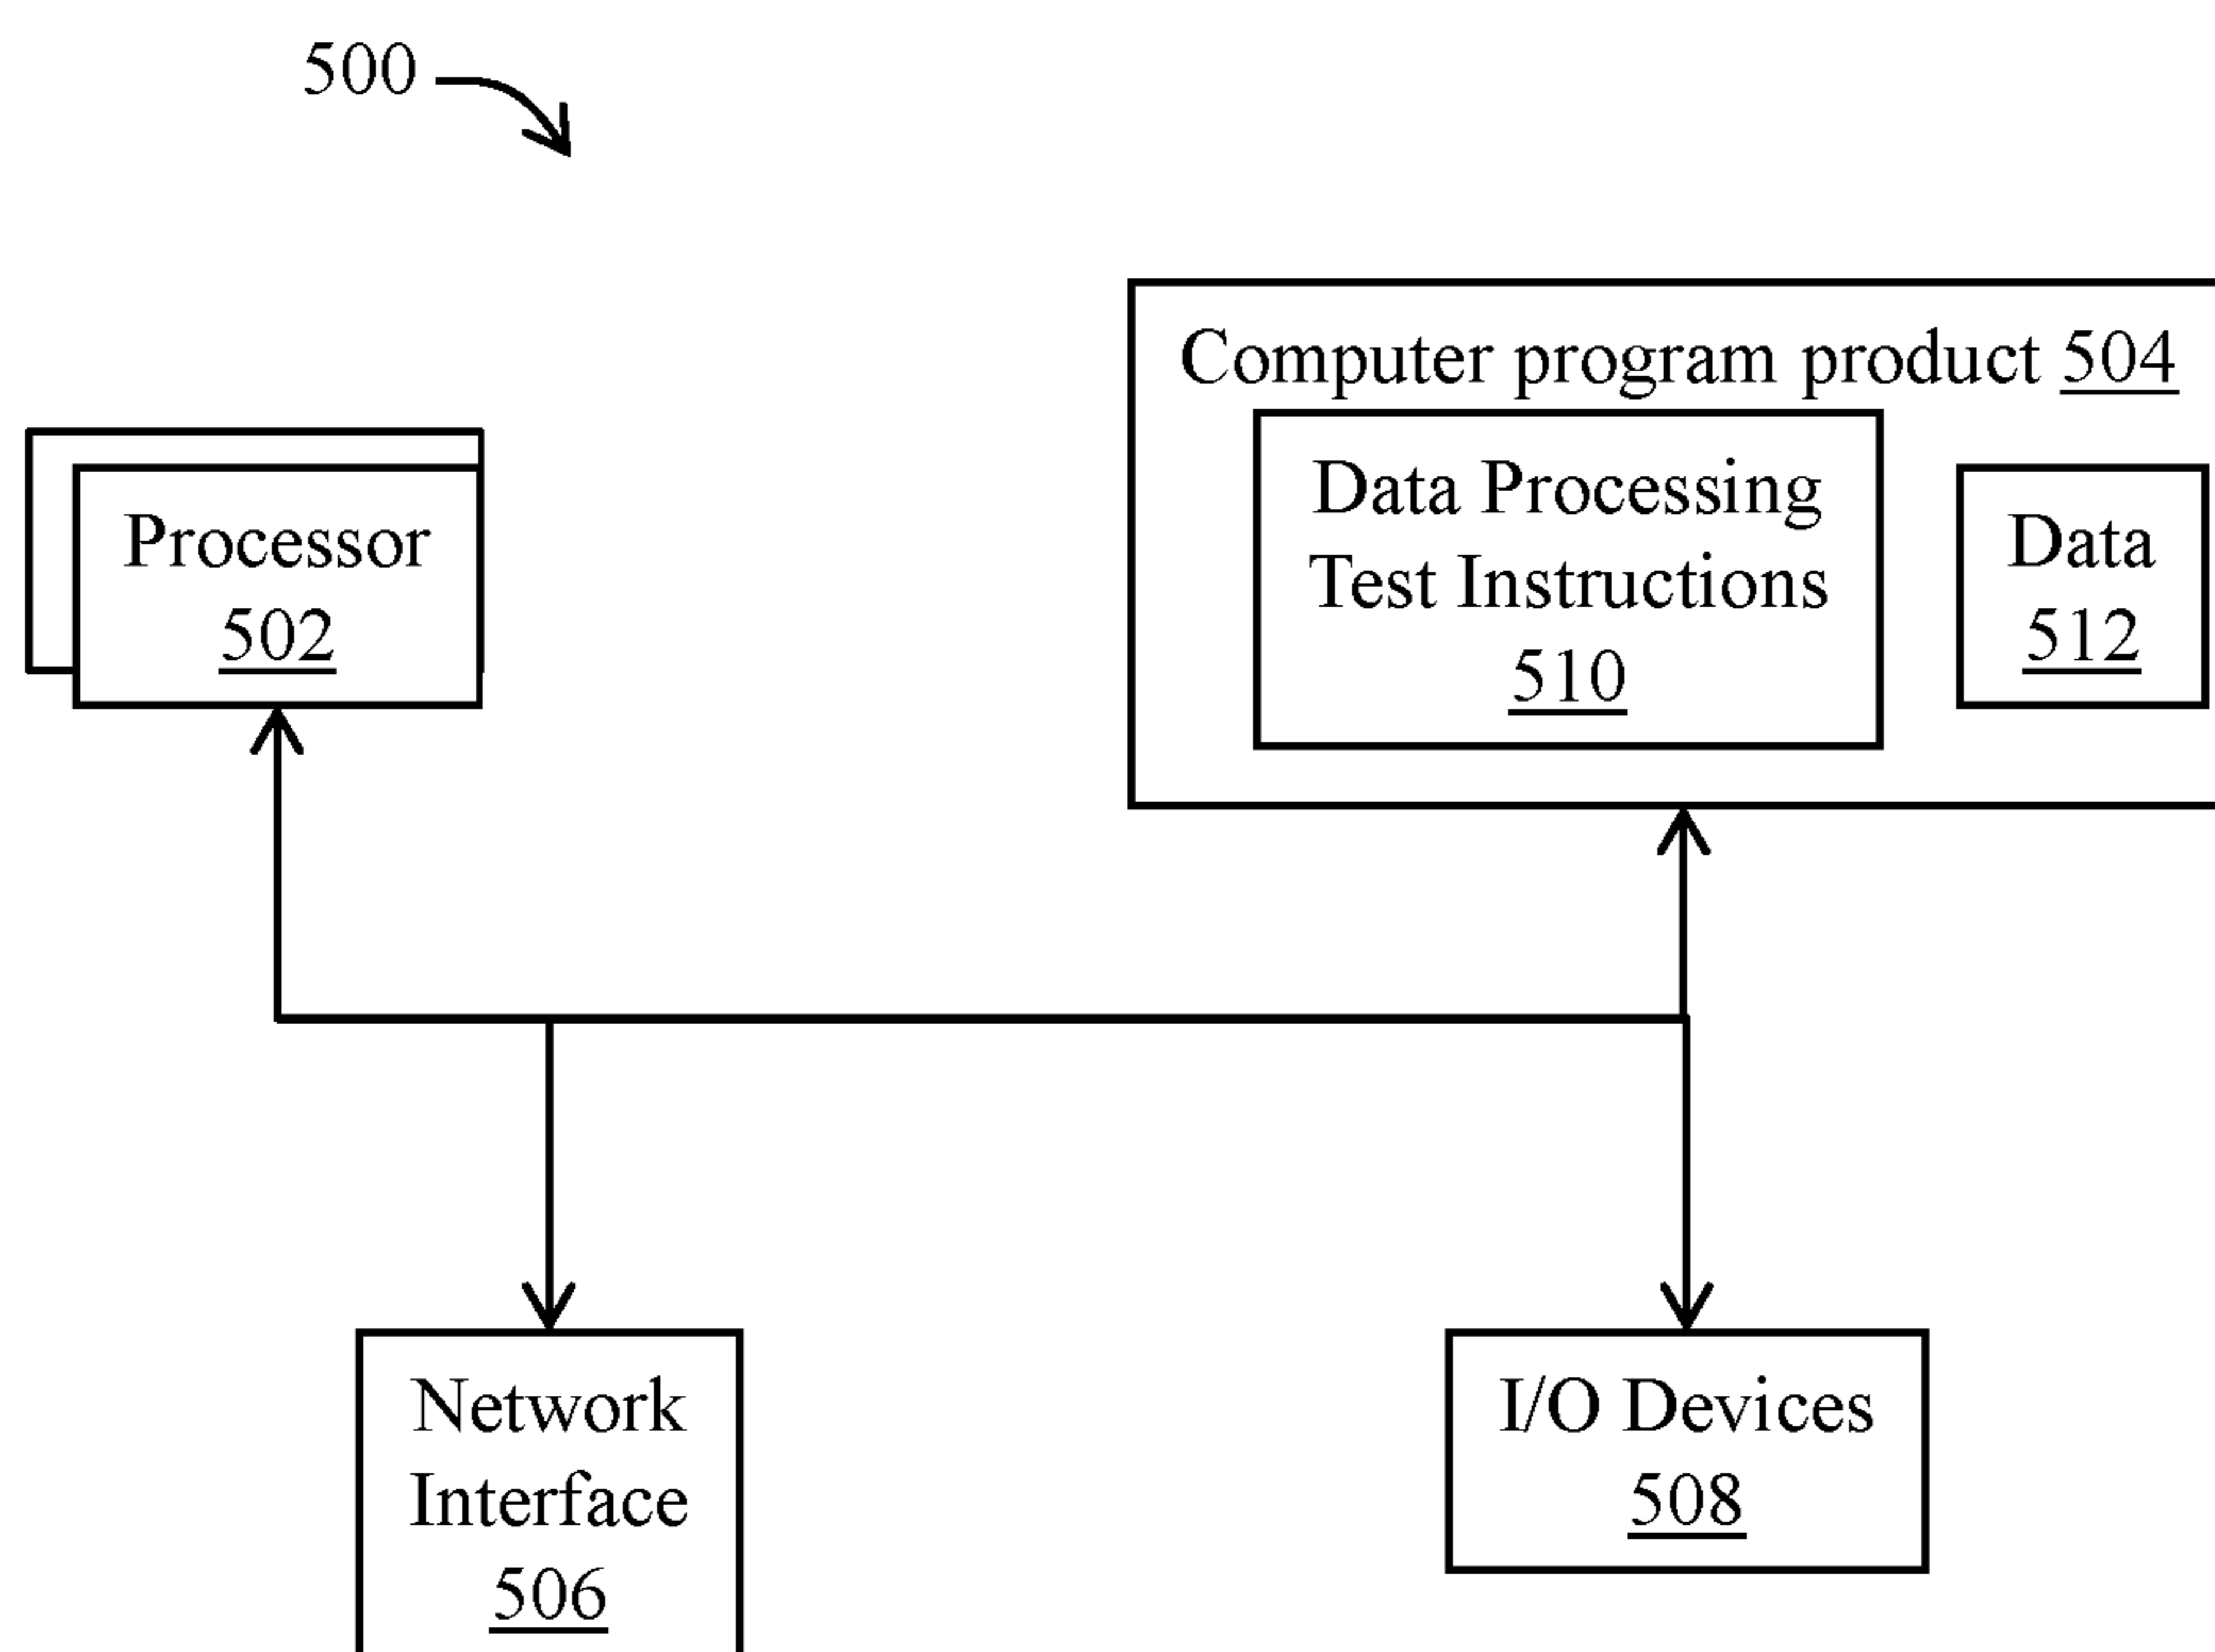 500
Computer program product 504
Data Processing
Test Instructions
510
Data
512
Processor
502
Network
Interface
506
I/O Devices
508